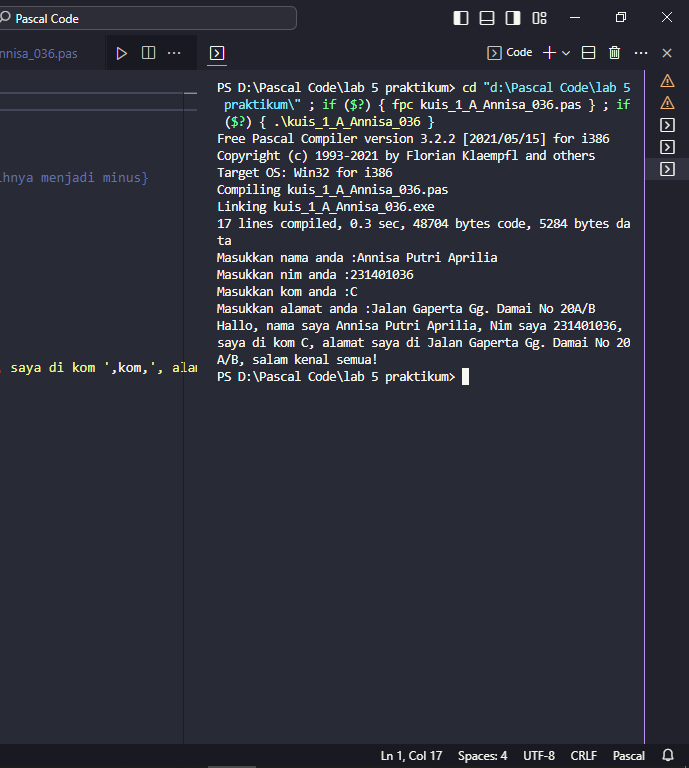 Pascal Code
nnisa_036.pas
Code
ihnya menjadi minus}
saya di kom ',kom,', alam
PS D:\Pascal Code\lab 5 praktikum> cd "d:\Pascal Code\lab 5
praktikum\" ; if ($?) { fpc kuis_1_A_Annisa_036.pas } ; if
($?) { .\kuis_1_A_Annisa_036 }
Free Pascal Compiler version 3.2.2 [2021/05/15] for i386
Copyright (c) 1993-2021 by Florian Klaempfl and others
Target OS: Win32 for i386
Compiling kuis_1_A_Annisa_036.pas
Linking kuis_1_A_Annisa_036.exe
17 lines compiled, 0.3 sec, 48704 bytes code, 5284 bytes da
ta
Masukkan nama anda :Annisa Putri Aprilia
Masukkan nim anda :231401036
Masukkan kom anda :C
Masukkan alamat anda :Jalan Gaperta Gg. Damai No 20A/B
Hallo, nama saya Annisa Putri Aprilia, Nim saya 231401036,
saya di kom C, alamat saya di Jalan Gaperta Gg. Damai No 20
A/B, salam kenal semua!
PS D:\Pascal Code\lab 5 praktikum>
Ln 1, Col 17 Spaces: 4 UTF-8 CRLF Pascal